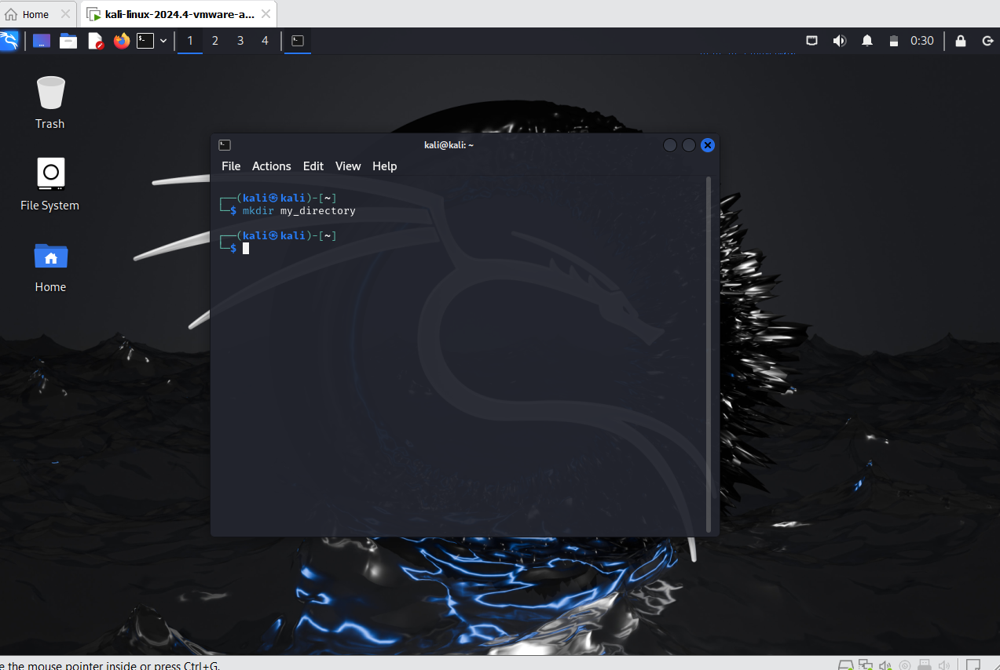 Home
kali-linux-2024.4-vmware-a...
1 2 3 4
0:30
Trash
File System
Home
kali@kali: ~
File Actions Edit View Help
┌──(kali㉿kali)-[~]
└─$ mkdir my_directory
┌──(kali㉿kali)-[~]
└─$
e the mouse pointer inside or press Ctrl+G.